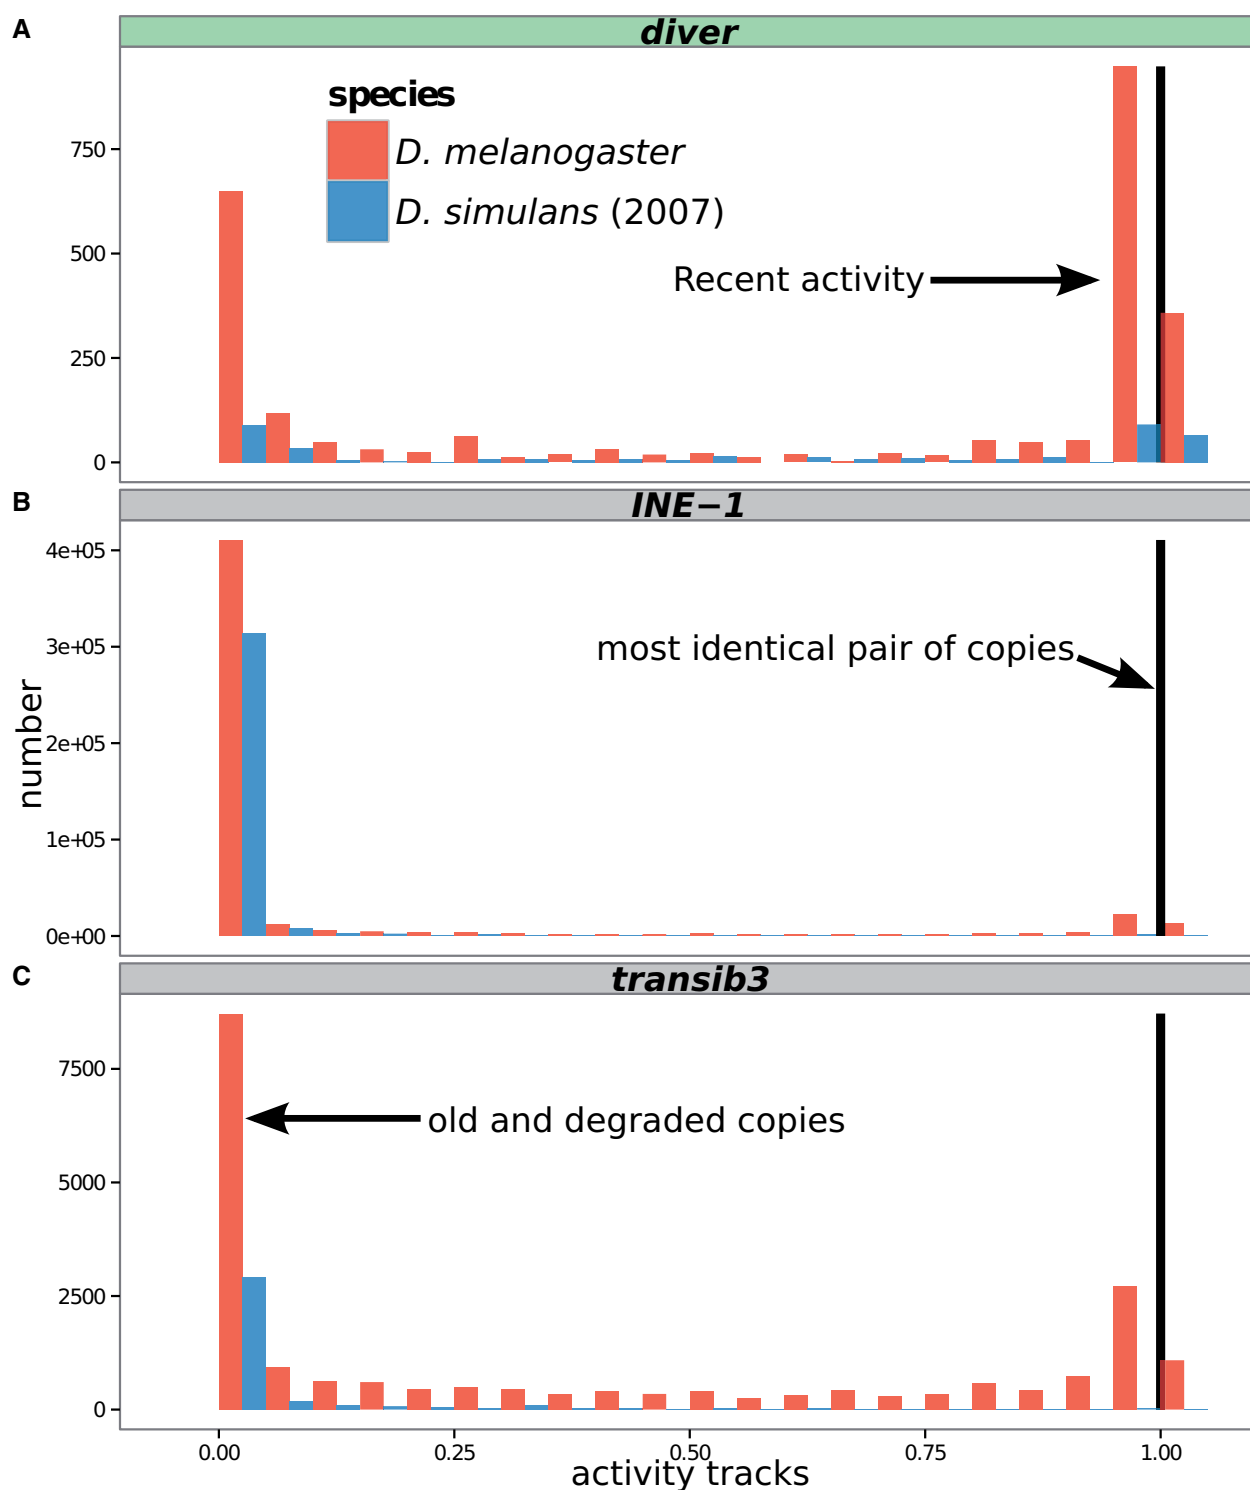 A
diver
species
D. melanogaster
D. simulans (2007)
Recent activity
750
500
250
0
B
INE−1
4e+05
3e+05
2e+05
1e+05
0e+00
most identical pair of copies
number
C
transib3
7500
5000
2500
0
old and degraded copies
0.00 0.25 0.50 0.75 1.00
activity tracks